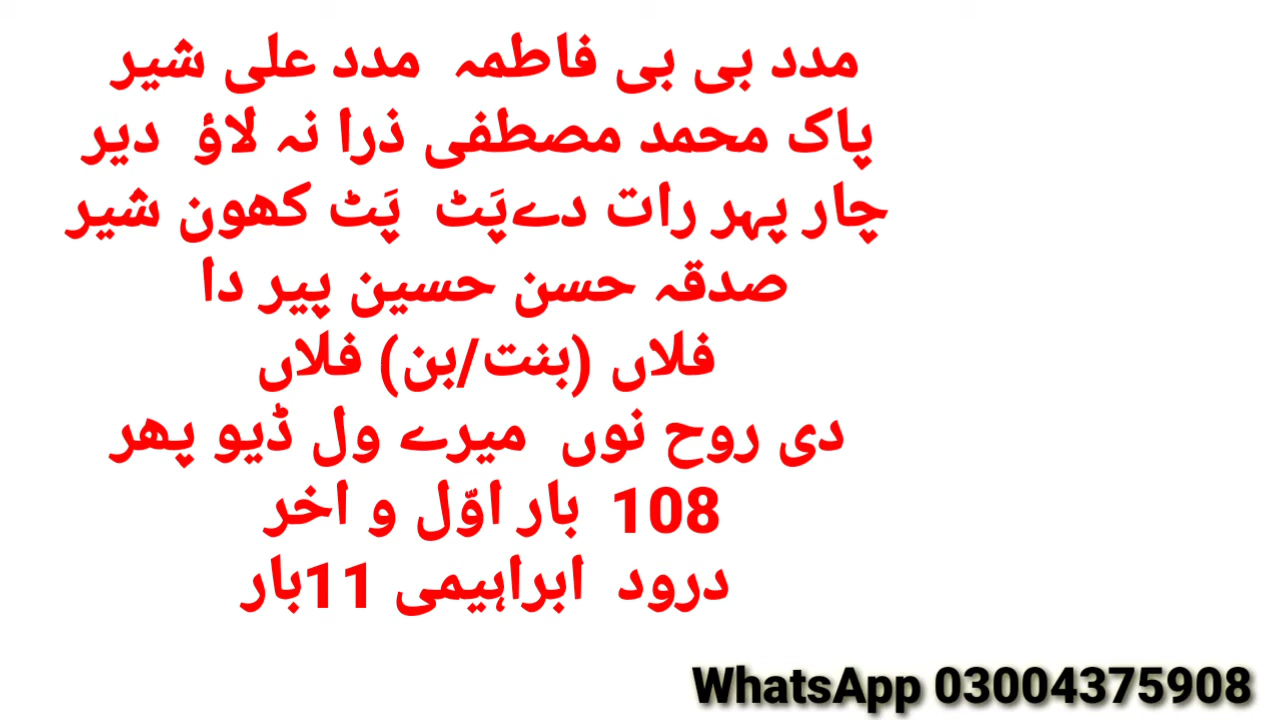 مدد بی بی فاطمہ مدد علی شیر
پاک محمد مصطفی ذرا نہ لاؤ دیر
چار پہر رات دے پَٹ پَٹ کھون شیر
صدقہ حسن حسین پیر دا
فلاں (بنت/بن) فلاں
دی روح نوں میرے ول ڈیو پھر
108 بار اوّل و اخر
درود ابراہیمی 11بار
WhatsApp 03004375908